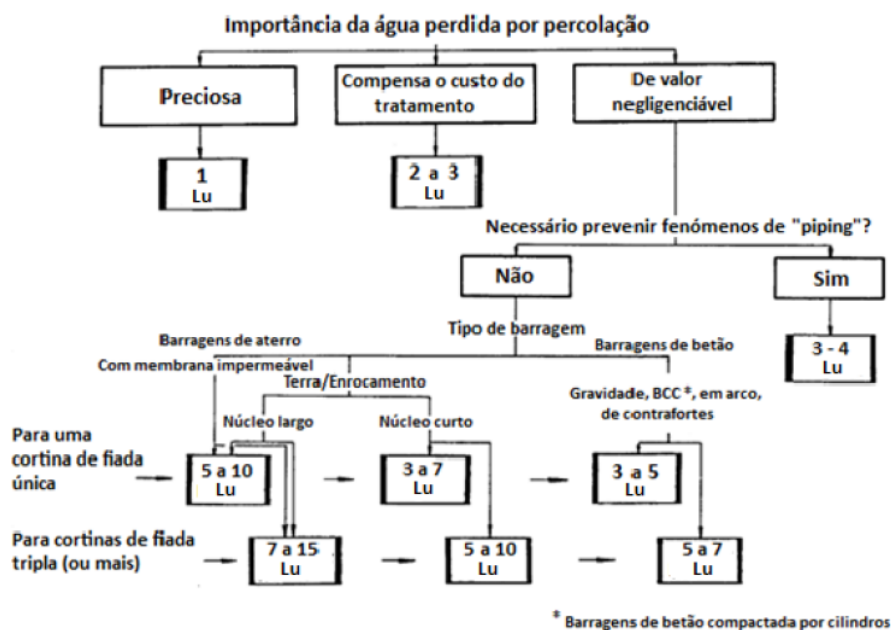 Importância da água perdida por percolação
Preciosa
Compensa o custo do
tratamento
De valor
negligenciável
1
Lu
2 a 3
Lu
Necessário prevenir fenómenos de "piping"?
Não
Sim
Tipo de barragem
3 - 4
Lu
Barragens de aterro
Barragens de betão
Com membrana impermeável
Terra/Enrocamento
Gravidade, BCC*, em arco,
de contrafortes
Núcleo largo
Núcleo curto
Para uma
cortina de fiada
única
5 a 10
Lu
3 a 7
Lu
3 a 5
Lu
Para cortinas de fiada
tripla (ou mais)
7 a 15
Lu
5 a 10
Lu
5 a 7
Lu
* Barragens de betão compactada por cilindros